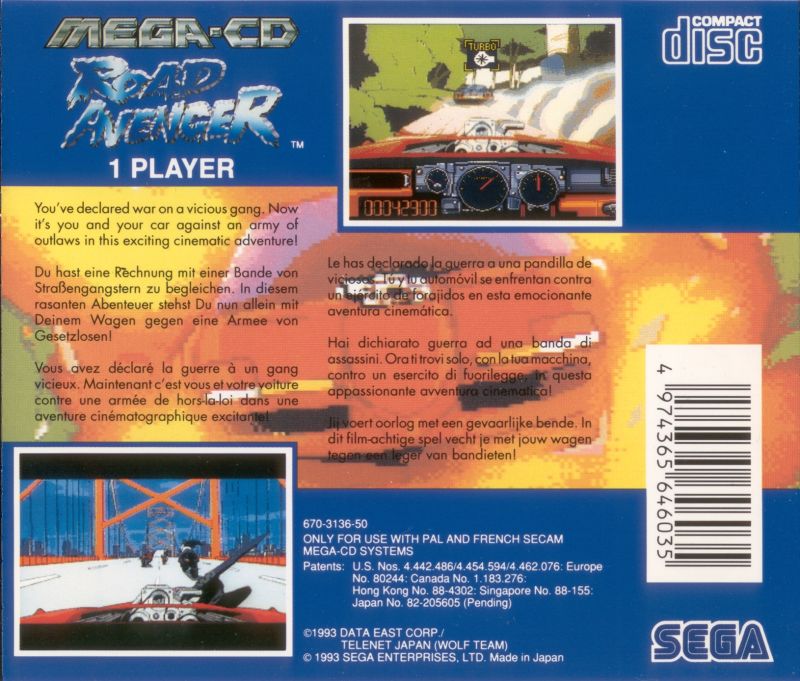 MEGA-CD
ROAD
AVENGER™
1 PLAYER
COMPACT
disc
TURBO
00042900
You've declared war on a vicious gang. Now
it's you and your car against an army of
outlaws in this exciting cinematic adventure!
Du hast eine Rechnung mit einer Bande von
Straßengangstern zu begleichen. In diesem
rasanten Abenteuer stehst Du nun allein mit
Deinem Wagen gegen eine Armee von
Gesetzlosen!
Vous avez déclaré la guerre à un gang
vicieux. Maintenant c'est vous et votre voiture
contre une armée de hors-la-loi dans une
aventure cinématographique excitante!
Le has declarado la guerra a una pandilla de
viciosos. Tú y tu automóvil se enfrentan contra
un ejército de forajidos en esta emocionante
aventura cinemática.
Hai dichiarato guerra ad una banda di
assassini. Ora ti trovi solo, con la tua macchina,
contro un esercito di fuorilegge, in questa
appassionante avventura cinematica!
Jij voert oorlog met een gevaarlijke bende. In
dit film-achtige spel vecht je met jouw wagen
tegen een leger van bandieten!
4 974365 646035
670-3136-50
ONLY FOR USE WITH PAL AND FRENCH SECAM
MEGA-CD SYSTEMS
Patents: U.S. Nos. 4.442.486/4.454.594/4.462.076: Europe
No. 80244: Canada No. 1.183.276:
Hong Kong No. 88-4302: Singapore No. 88-155:
Japan No. 82-205605 (Pending)
©1993 DATA EAST CORP./
TELENET JAPAN (WOLF TEAM)
© 1993 SEGA ENTERPRISES, LTD. Made in Japan
SEGA